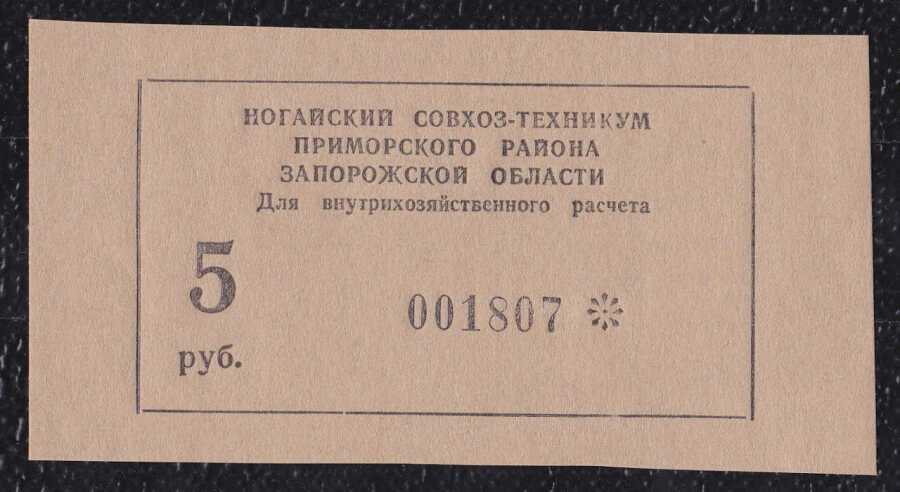 НОГАЙСКИЙ СОВХОЗ-ТЕХНИКУМ
ПРИМОРСКОГО РАЙОНА
ЗАПОРОЖСКОЙ ОБЛАСТИ
Для внутрихозяйственного расчета
5
руб.
001807 *